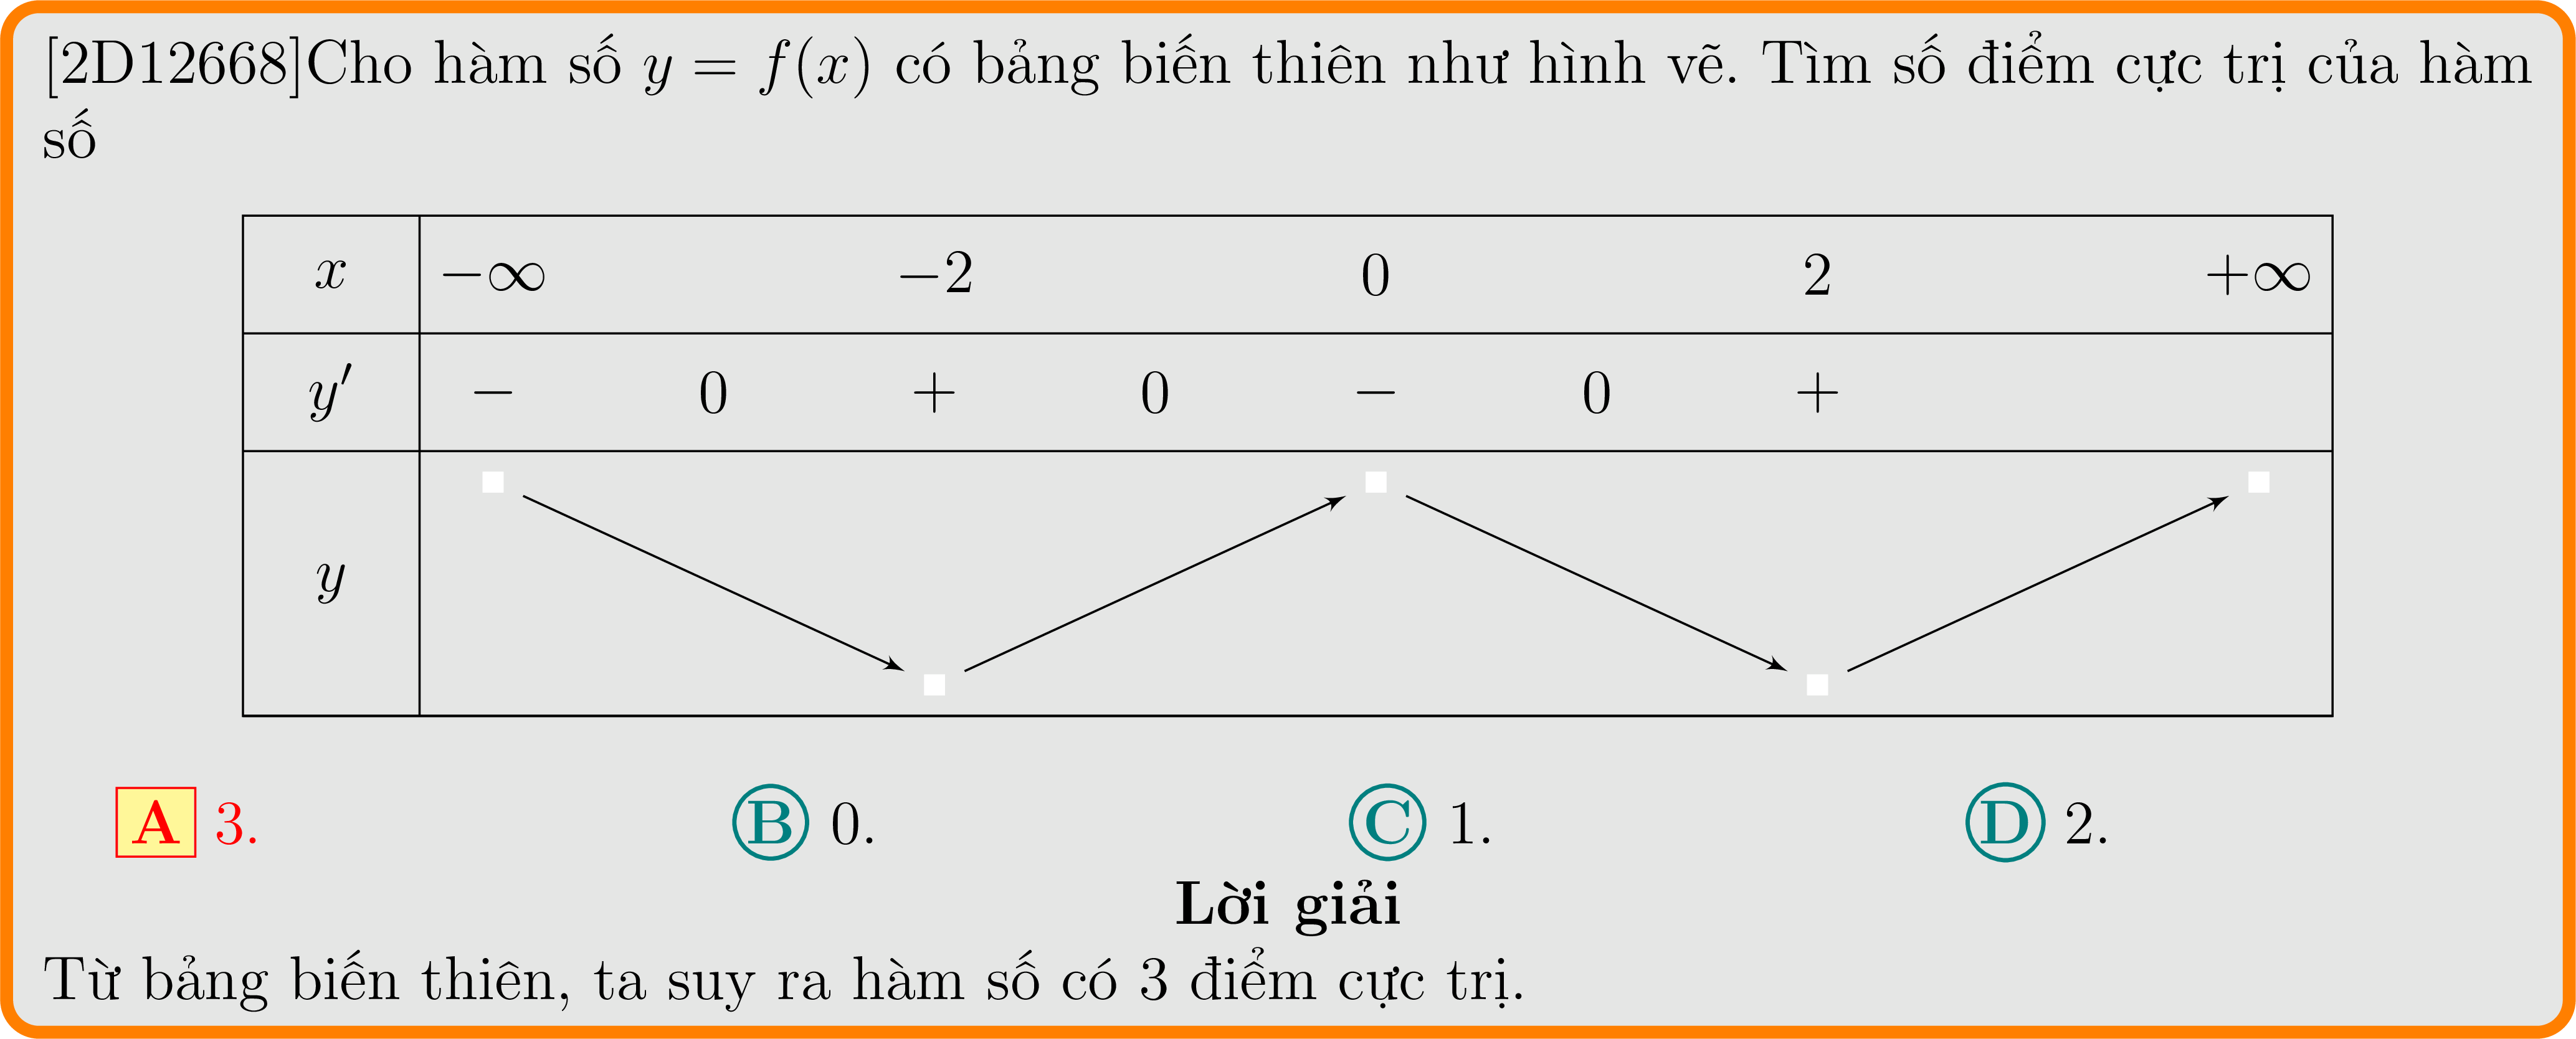 [2D12668]Cho hàm số y = f(x) có bảng biến thiên như hình vẽ. Tìm số điểm cực trị của hàm
số
x −∞ −2 0 2 +∞
y′ − 0 + 0 − 0 +
y
A 3. B 0. C 1. D 2.
Lời giải
Từ bảng biến thiên, ta suy ra hàm số có 3 điểm cực trị.